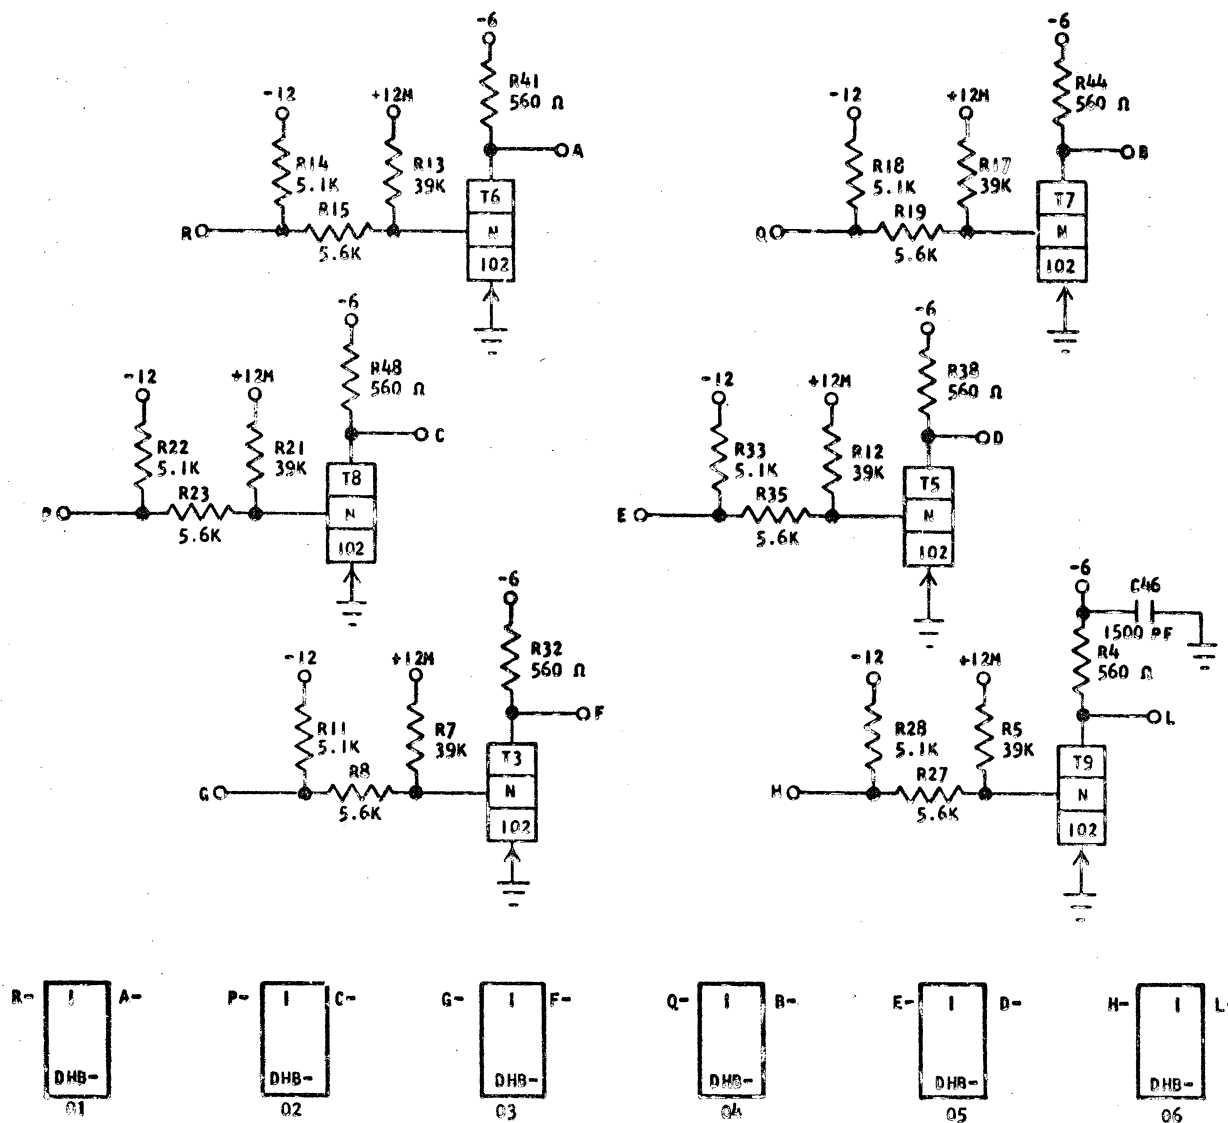 -6
R41
560 Ω
-12
+12M
A
R14
5.1K
R13
39K
R15
5.6K
R
T6
N
102
-6
R44
560 Ω
-12
+12M
B
R18
5.1K
R17
39K
R19
5.6K
Q
T7
N
102
-6
R48
560 Ω
-12
+12M
C
R22
5.1K
R21
39K
R23
5.6K
P
T8
N
102
-6
R38
560 Ω
-12
+12M
D
R33
5.1K
R12
39K
R35
5.6K
E
T5
N
102
-6
R32
560 Ω
-12
+12M
F
R11
5.1K
R7
39K
R8
5.6K
G
T3
N
102
-6
C46
1500 PF
R4
560 Ω
-12
+12M
L
R28
5.1K
R5
39K
R27
5.6K
H
T9
N
102
R- I A-
DHB-
01
P- I C-
DHB-
02
G- I F-
DHB-
03
Q- I B-
DHB-
04
E- I D-
DHB-
05
H- I L-
DHB-
06